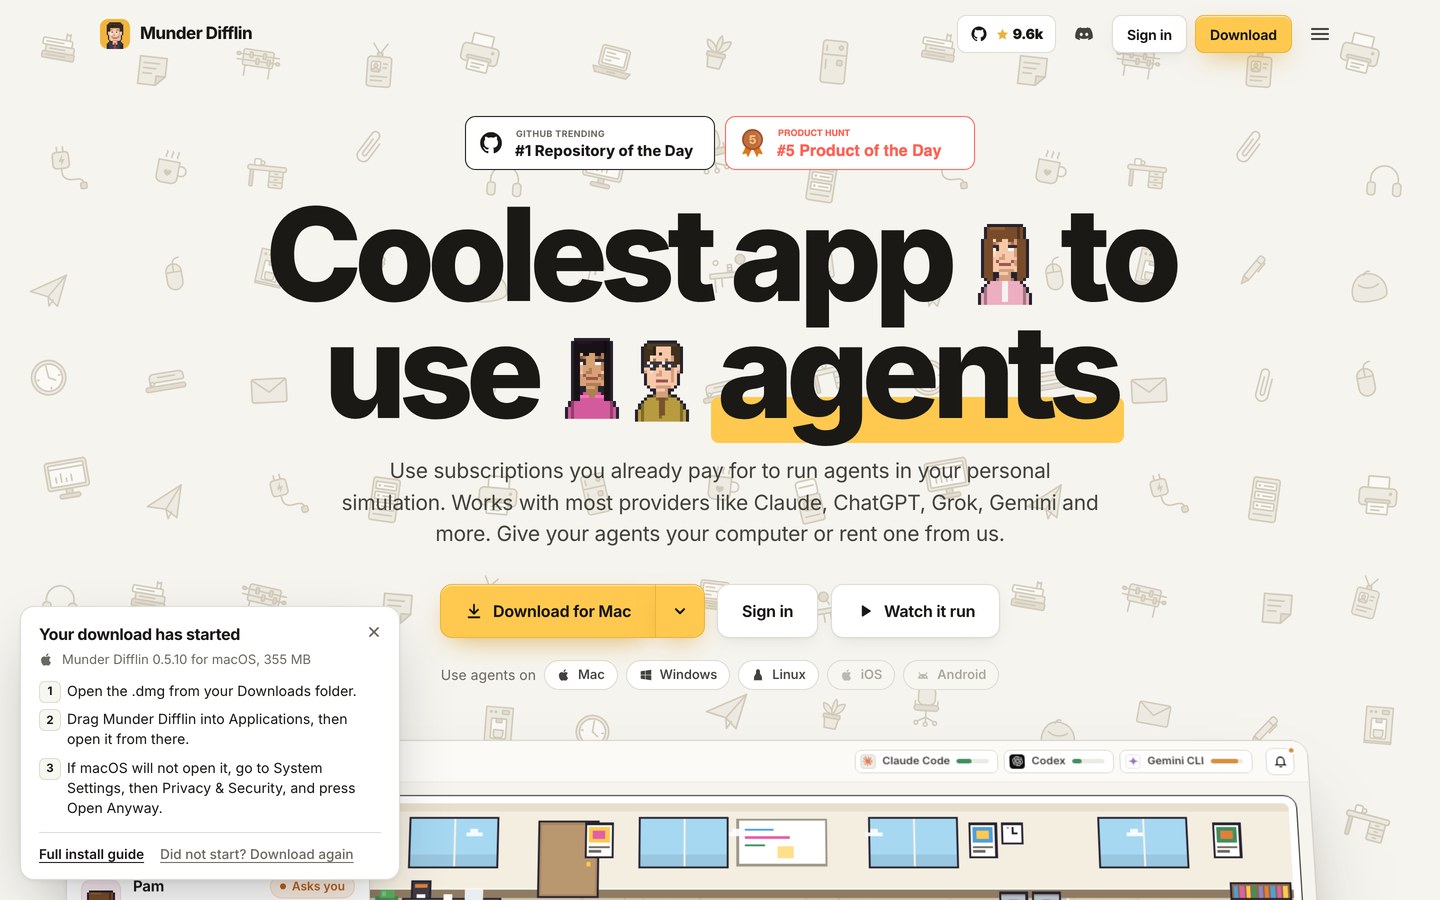 Munder Difflin
9.6k
Sign in
Download
GITHUB TRENDING
#1 Repository of the Day
PRODUCT HUNT
5
#5 Product of the Day
Coolest app to
use agents
Use subscriptions you already pay for to run agents in your personal
simulation. Works with most providers like Claude, ChatGPT, Grok, Gemini and
more. Give your agents your computer or rent one from us.
Download for Mac
Sign in
Watch it run
Use agents on
Mac
Windows
Linux
iOS
Android
Your download has started
Munder Difflin 0.5.10 for macOS, 355 MB
1 Open the .dmg from your Downloads folder.
2 Drag Munder Difflin into Applications, then
open it from there.
3 If macOS will not open it, go to System
Settings, then Privacy & Security, and press
Open Anyway.
Full install guide
Did not start? Download again
Claude Code
Codex
Gemini CLI
Pam
Asks you